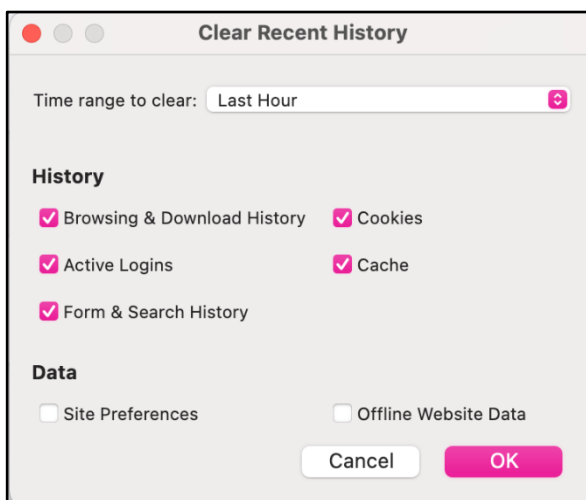 Clear Recent History
Time range to clear: Last Hour
History
Browsing & Download History Cookies
Active Logins Cache
Form & Search History
Data
Site Preferences Offline Website Data
Cancel OK